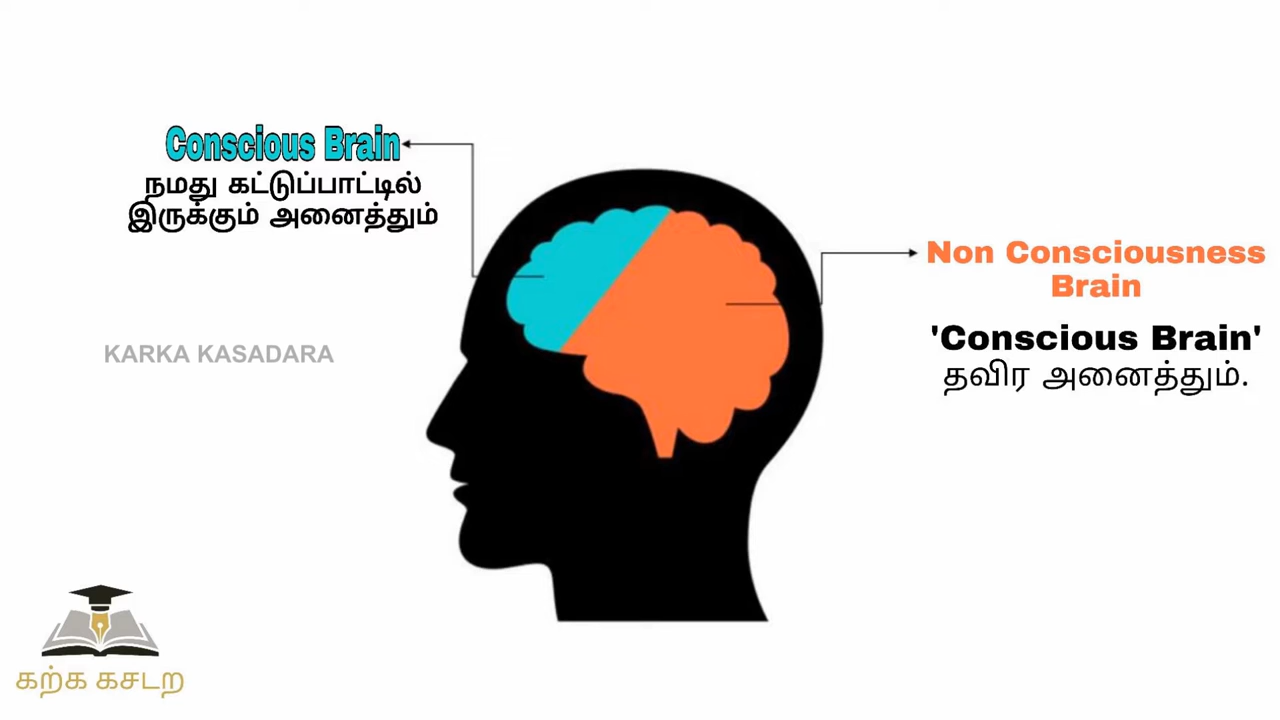 Conscious Brain
நமது கட்டுப்பாட்டில்
இருக்கும் அனைத்தும்
Non Consciousness
Brain
'Conscious Brain'
தவிர அனைத்தும்.
KARKA KASADARA
கற்க கசடற